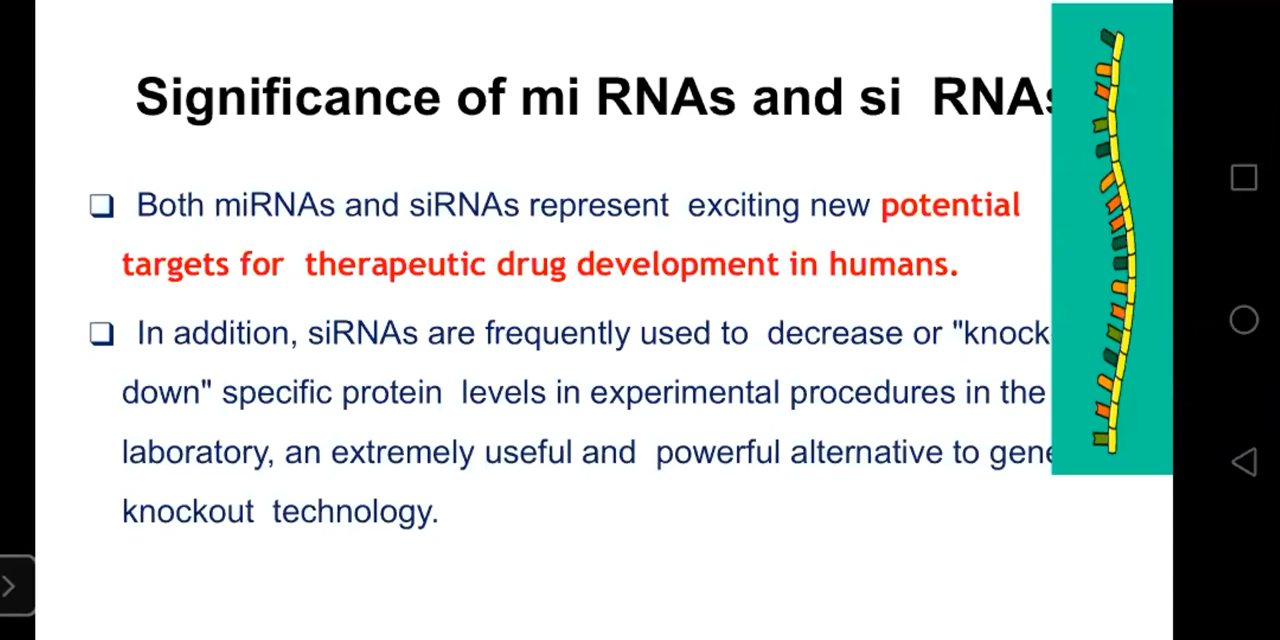 Significance of mi RNAs and si RNAs
❑ Both miRNAs and siRNAs represent exciting new potential
targets for therapeutic drug development in humans.
❑ In addition, siRNAs are frequently used to decrease or "knock
down" specific protein levels in experimental procedures in the
laboratory, an extremely useful and powerful alternative to gene
knockout technology.